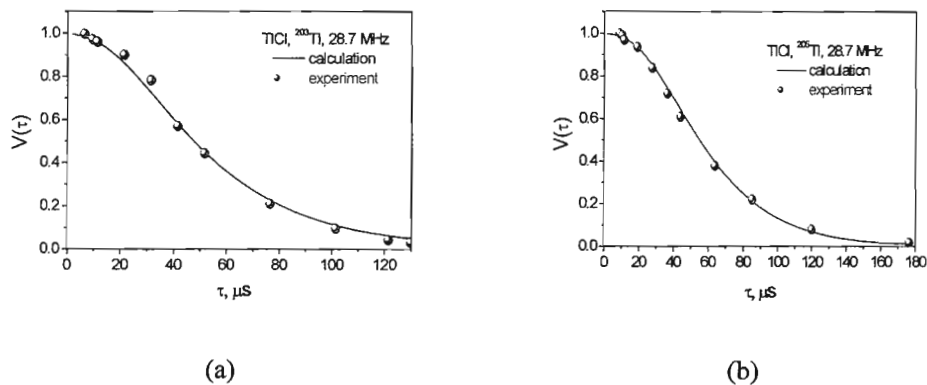 TlCl, ²⁰³Tl, 28.7 MHz
calculation
experiment
V(τ)
1.0
0.8
0.6
0.4
0.2
0.0
0 20 40 60 80 100 120
τ, μs
(a)
TlCl, ²⁰⁵Tl, 28.7 MHz
calculation
experiment
V(τ)
1.0
0.8
0.6
0.4
0.2
0.0
0 20 40 60 80 100 120 140 160 180
τ, μs
(b)